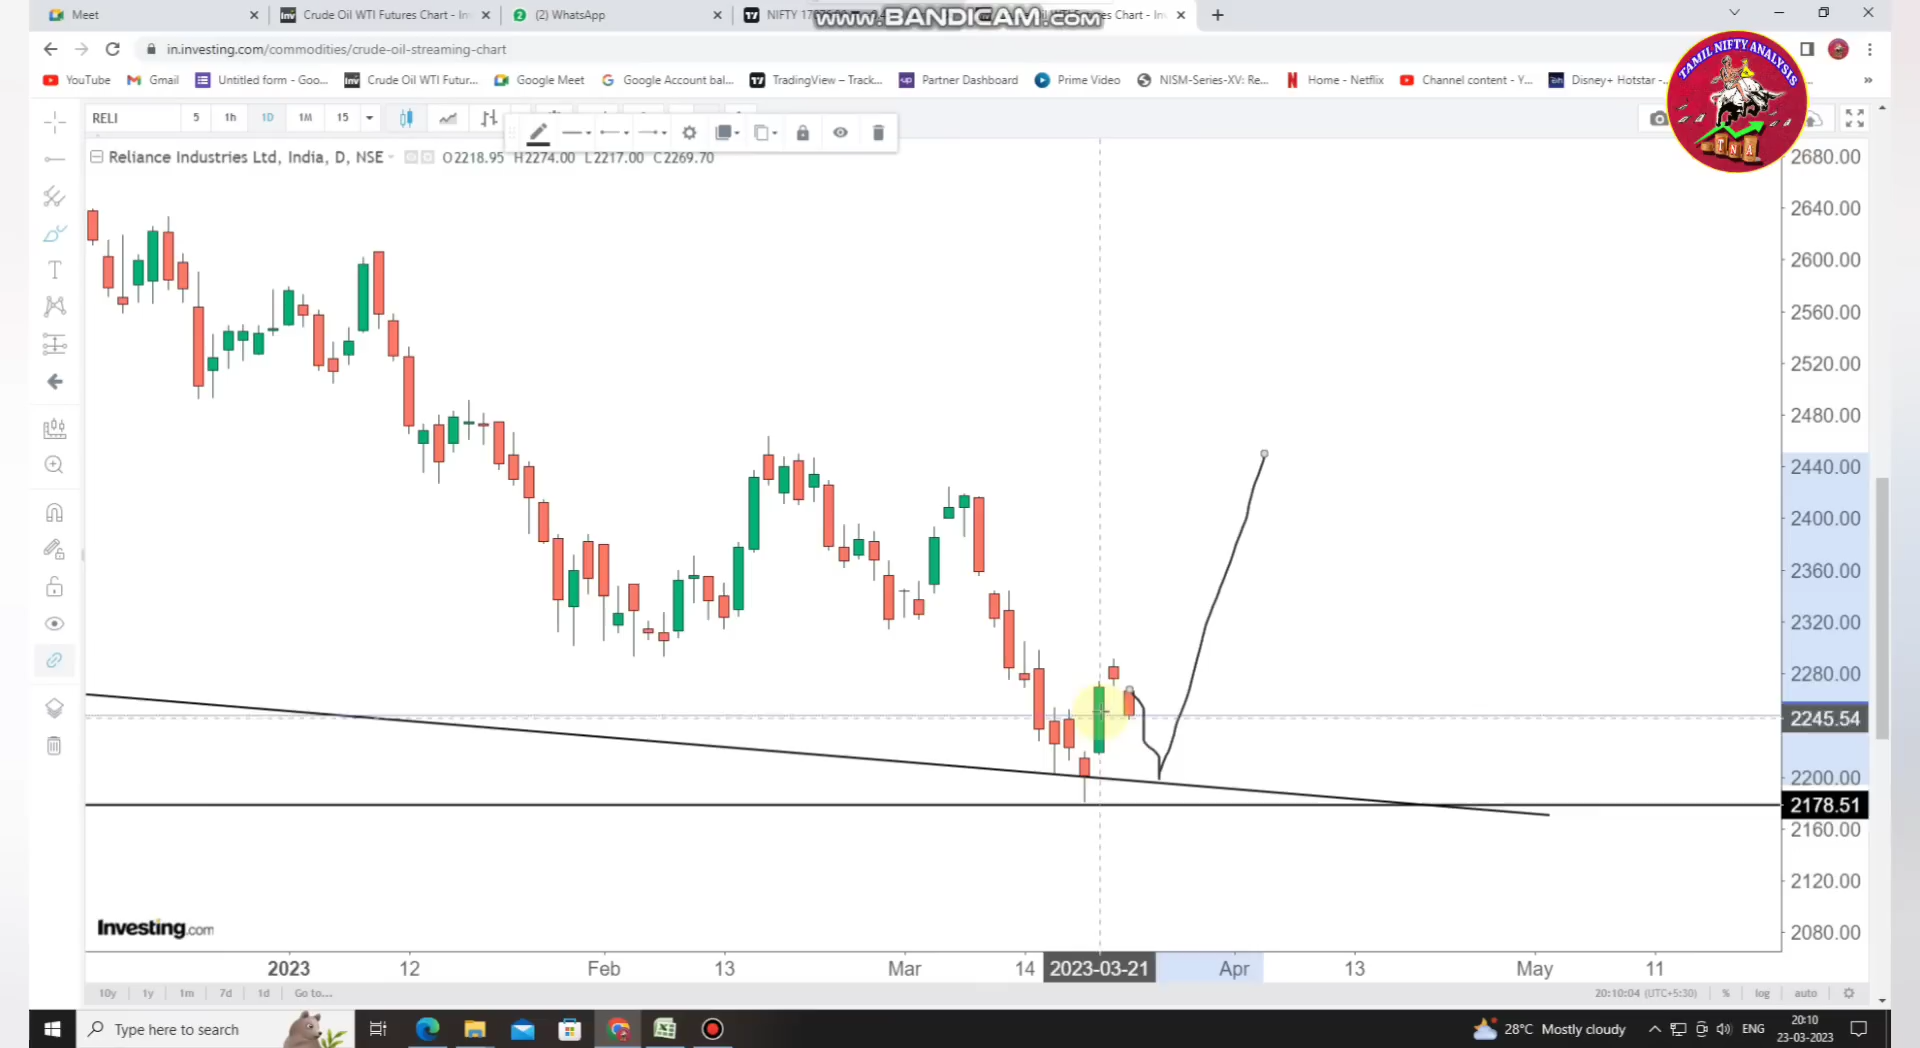 Meet
Crude Oil WTI Futures Chart - In
(2) WhatsApp
NIFTY
www.BANDICAM.com
in.investing.com/commodities/crude-oil-streaming-chart
YouTube
Gmail
Untitled form - Goo...
Crude Oil WTI Futur...
Google Meet
Google Account bal...
TradingView – Track...
Partner Dashboard
Prime Video
NISM-Series-XV: Re...
Home - Netflix
Channel content - Y...
Disney+ Hotstar -
TAMIL NIFTY ANALYSIS
TNA
RELI 5 1h 1D 1M 15
Reliance Industries Ltd, India, D, NSE O2218.95 H2274.00 L2217.00 C2269.70
2680.00
2640.00
2600.00
2560.00
2520.00
2480.00
2440.00
2400.00
2360.00
2320.00
2280.00
2245.54
2200.00
2178.51
2160.00
2120.00
2080.00
Investing.com
2023 12 Feb 13 Mar 14 2023-03-21 Apr 13 May 11
10y 1y 1m 7d 1d Go to... 20:10:04 (UTC+5:30) % log auto
Type here to search
28°C Mostly cloudy
ENG
20:10
23-03-2023